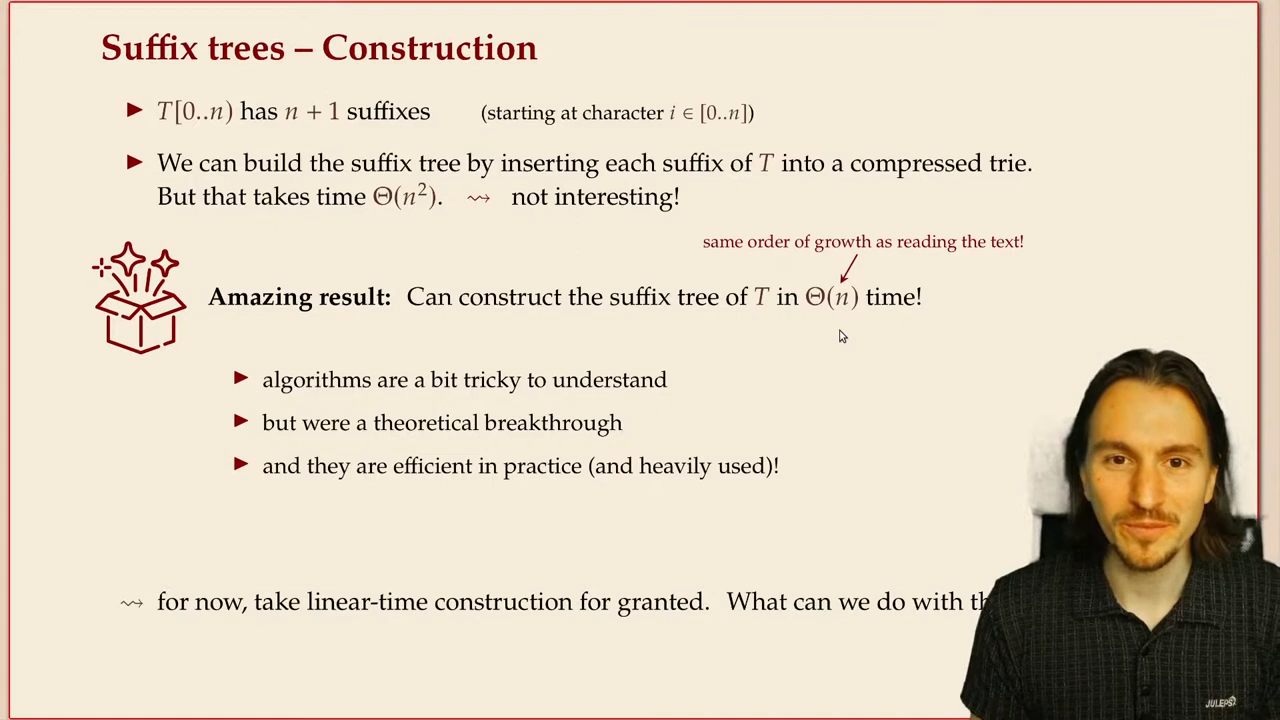 Suffix trees – Construction
▶ T[0..n) has n + 1 suffixes (starting at character i ∈ [0..n])
▶ We can build the suffix tree by inserting each suffix of T into a compressed trie.
But that takes time Θ(n²). ⇝ not interesting!
same order of growth as reading the text!
Amazing result: Can construct the suffix tree of T in Θ(n) time!
▶ algorithms are a bit tricky to understand
▶ but were a theoretical breakthrough
▶ and they are efficient in practice (and heavily used)!
⇝ for now, take linear-time construction for granted. What can we do with
JULEPS